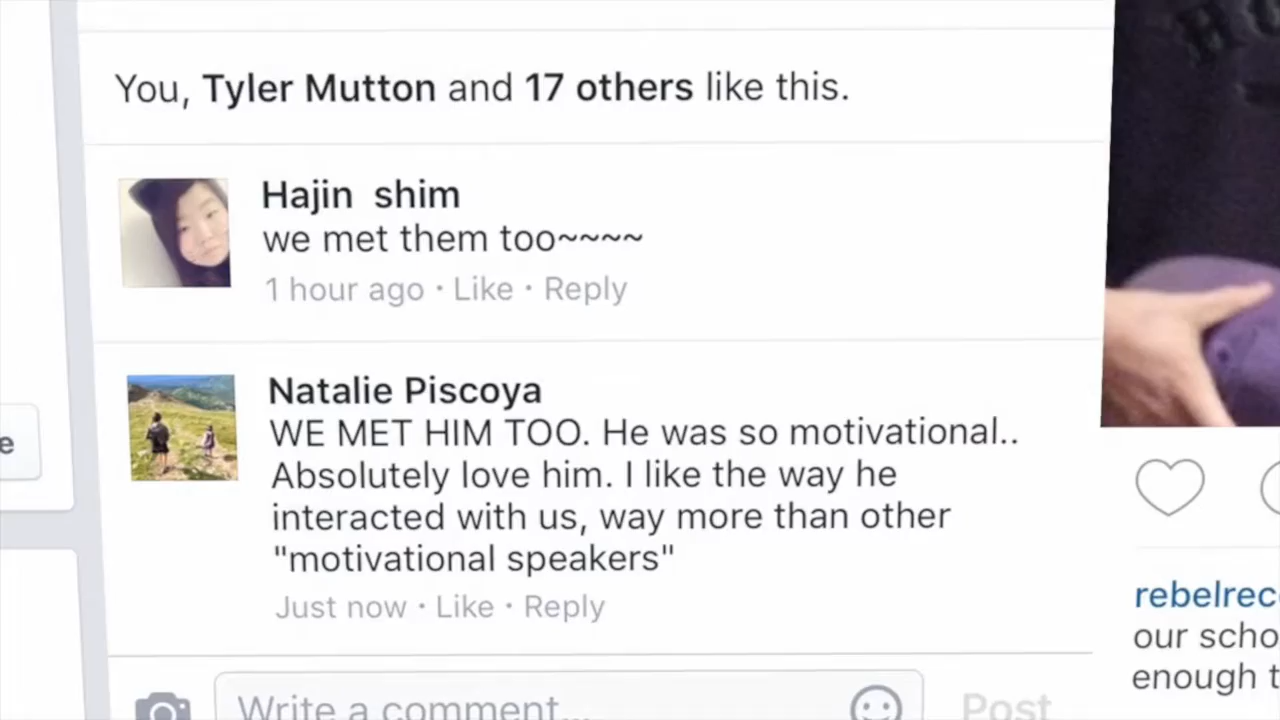 You, Tyler Mutton and 17 others like this.
Hajin shim
we met them too~~~~
1 hour ago · Like · Reply
Natalie Piscoya
WE MET HIM TOO. He was so motivational..
Absolutely love him. I like the way he
interacted with us, way more than other
"motivational speakers"
Just now · Like · Reply
Write a comment...
Post
our
enough